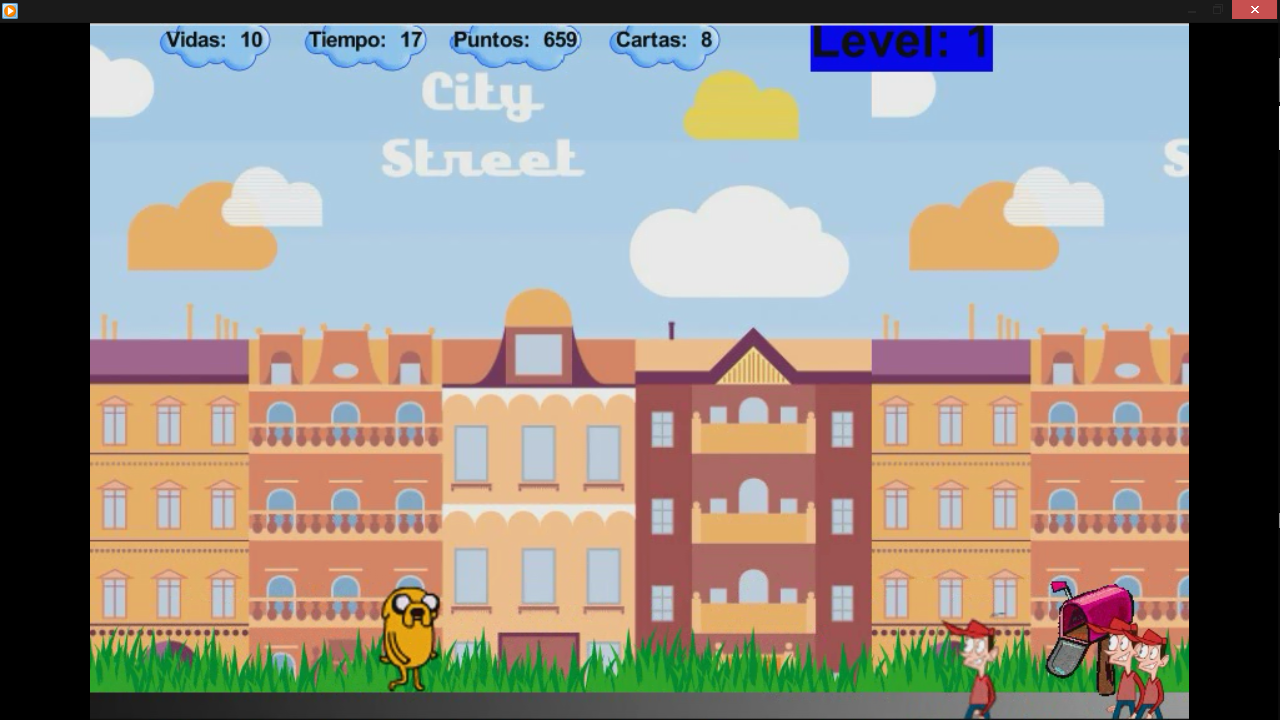 Vidas: 10
Tiempo: 17
Puntos: 659
Cartas: 8
Level: 1
City
Street
S